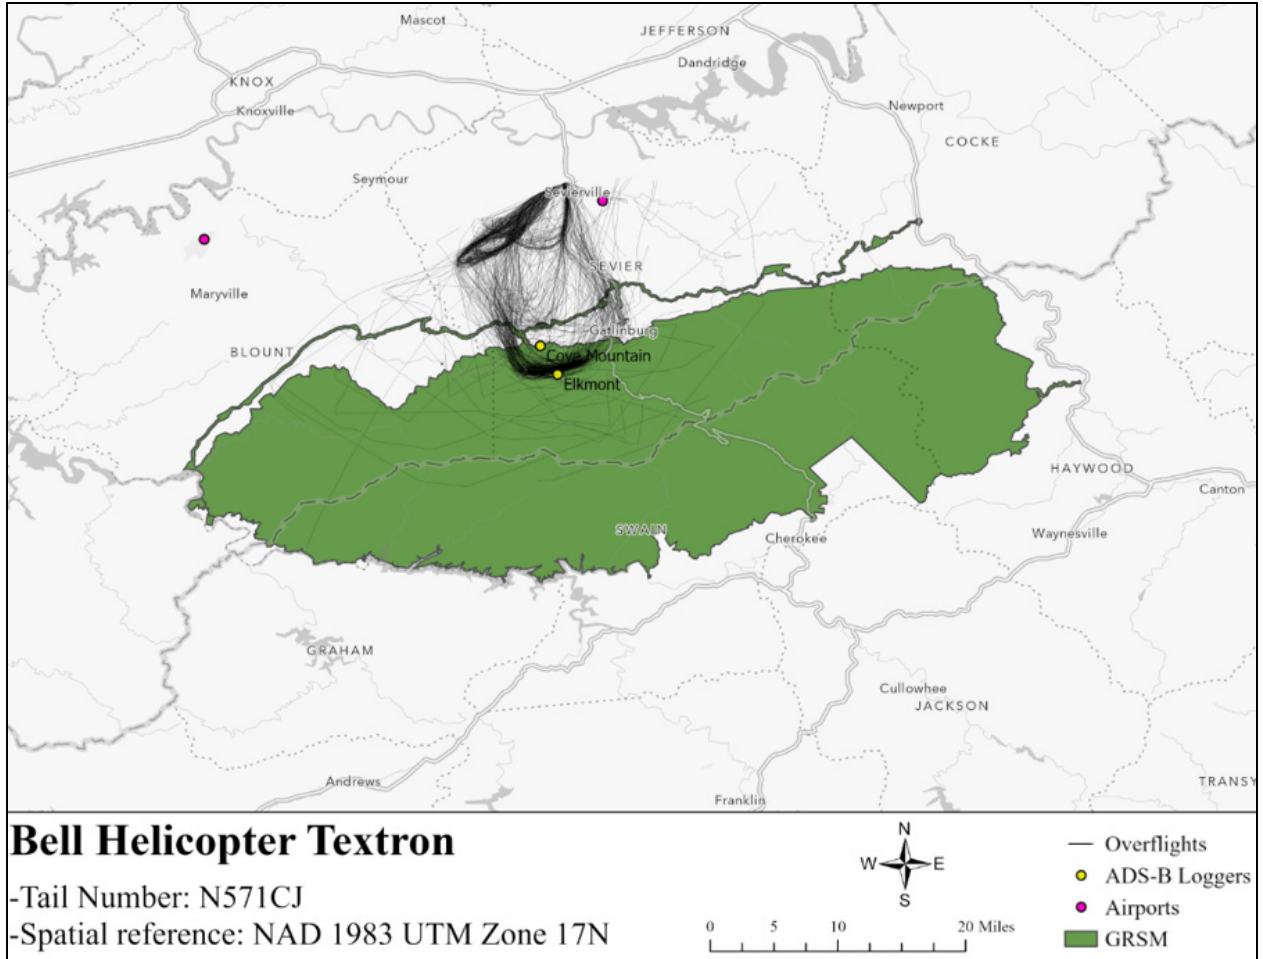 Mascot
JEFFERSON
Dandridge
KNOX
Knoxville
Newport
COCKE
Seymour
Sevierville
SEVIER
Maryville
Gatlinburg
BLOUNT
Cove Mountain
Elkmont
HAYWOOD
Canton
SWAIN
Cherokee
Waynesville
GRAHAM
Cullowhee
JACKSON
Andrews
TRANSY
Franklin
Bell Helicopter Textron
-Tail Number: N571CJ
-Spatial reference: NAD 1983 UTM Zone 17N
N
W E
S
0 5 10 20 Miles
Overflights
ADS-B Loggers
Airports
GRSM